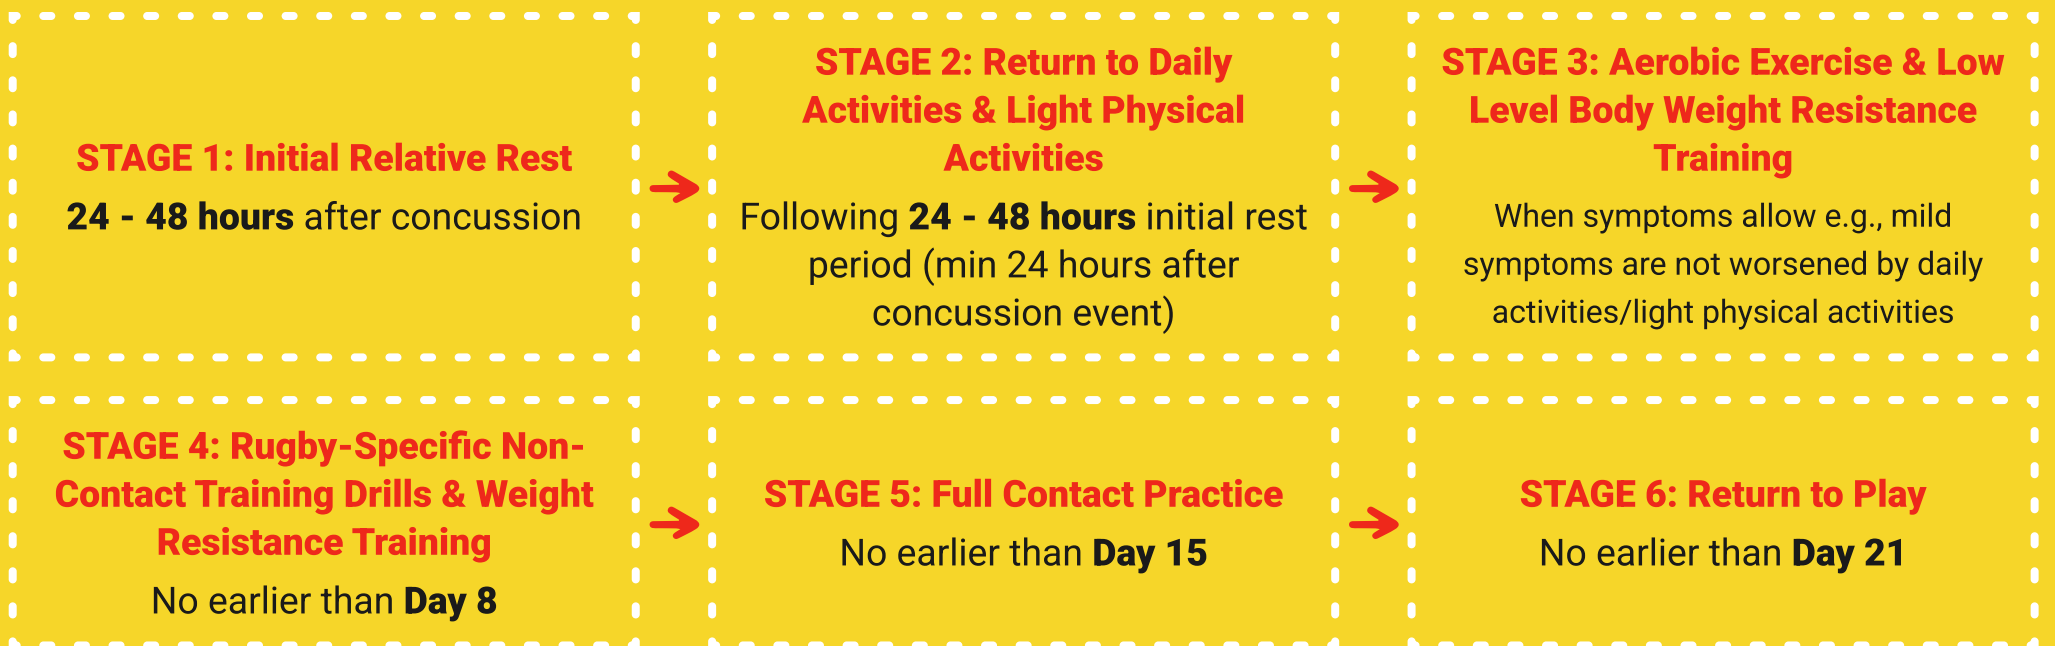 STAGE 1: Initial Relative Rest
24 - 48 hours after concussion
STAGE 2: Return to Daily
Activities & Light Physical
Activities
Following 24 - 48 hours initial rest
period (min 24 hours after
concussion event)
STAGE 3: Aerobic Exercise & Low
Level Body Weight Resistance
Training
When symptoms allow e.g., mild
symptoms are not worsened by daily
activities/light physical activities
STAGE 4: Rugby-Specific Non-
Contact Training Drills & Weight
Resistance Training
No earlier than Day 8
STAGE 5: Full Contact Practice
No earlier than Day 15
STAGE 6: Return to Play
No earlier than Day 21